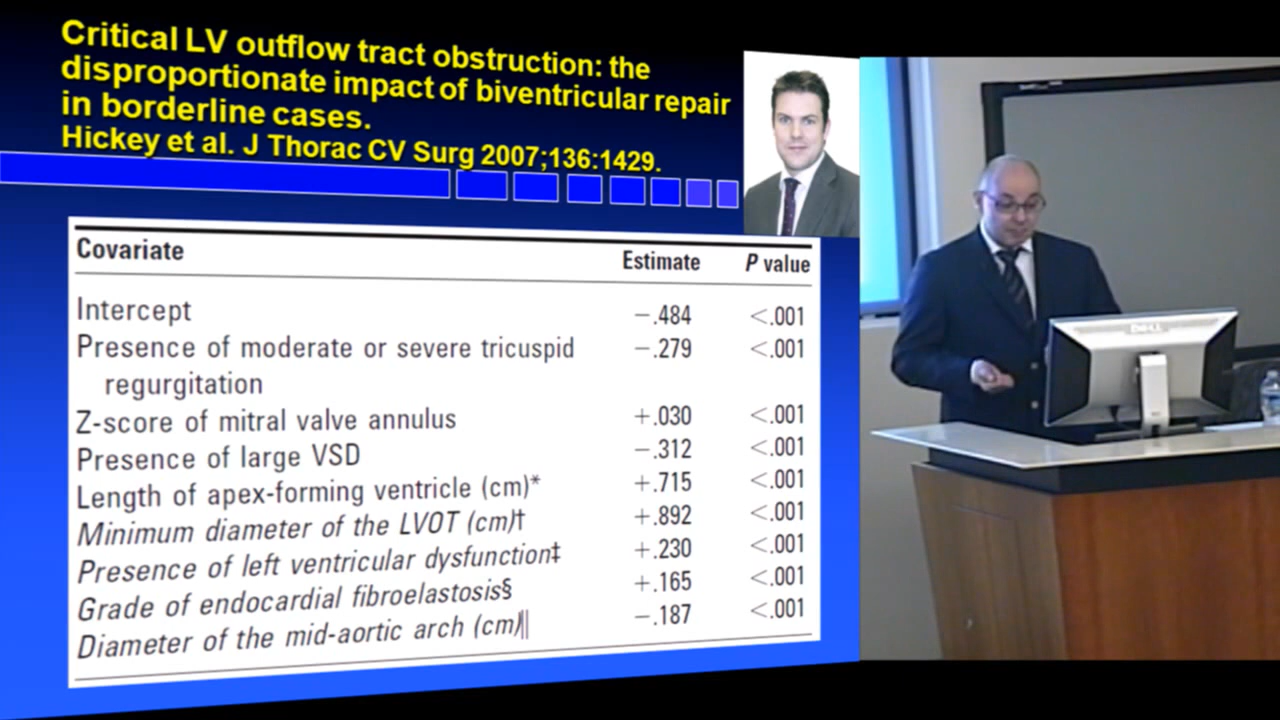 Critical LV outflow tract obstruction: the
disproportionate impact of biventricular repair
in borderline cases.
Hickey et al. J Thorac CV Surg 2007;136:1429.
Covariate Estimate P value
Intercept −.484 <.001
Presence of moderate or severe tricuspid −.279 <.001
regurgitation
Z-score of mitral valve annulus +.030 <.001
Presence of large VSD −.312 <.001
Length of apex-forming ventricle (cm)* +.715 <.001
Minimum diameter of the LVOT (cm)† +.892 <.001
Presence of left ventricular dysfunction‡ +.230 <.001
Grade of endocardial fibroelastosis§ +.165 <.001
Diameter of the mid-aortic arch (cm)‖ −.187 <.001
DELL